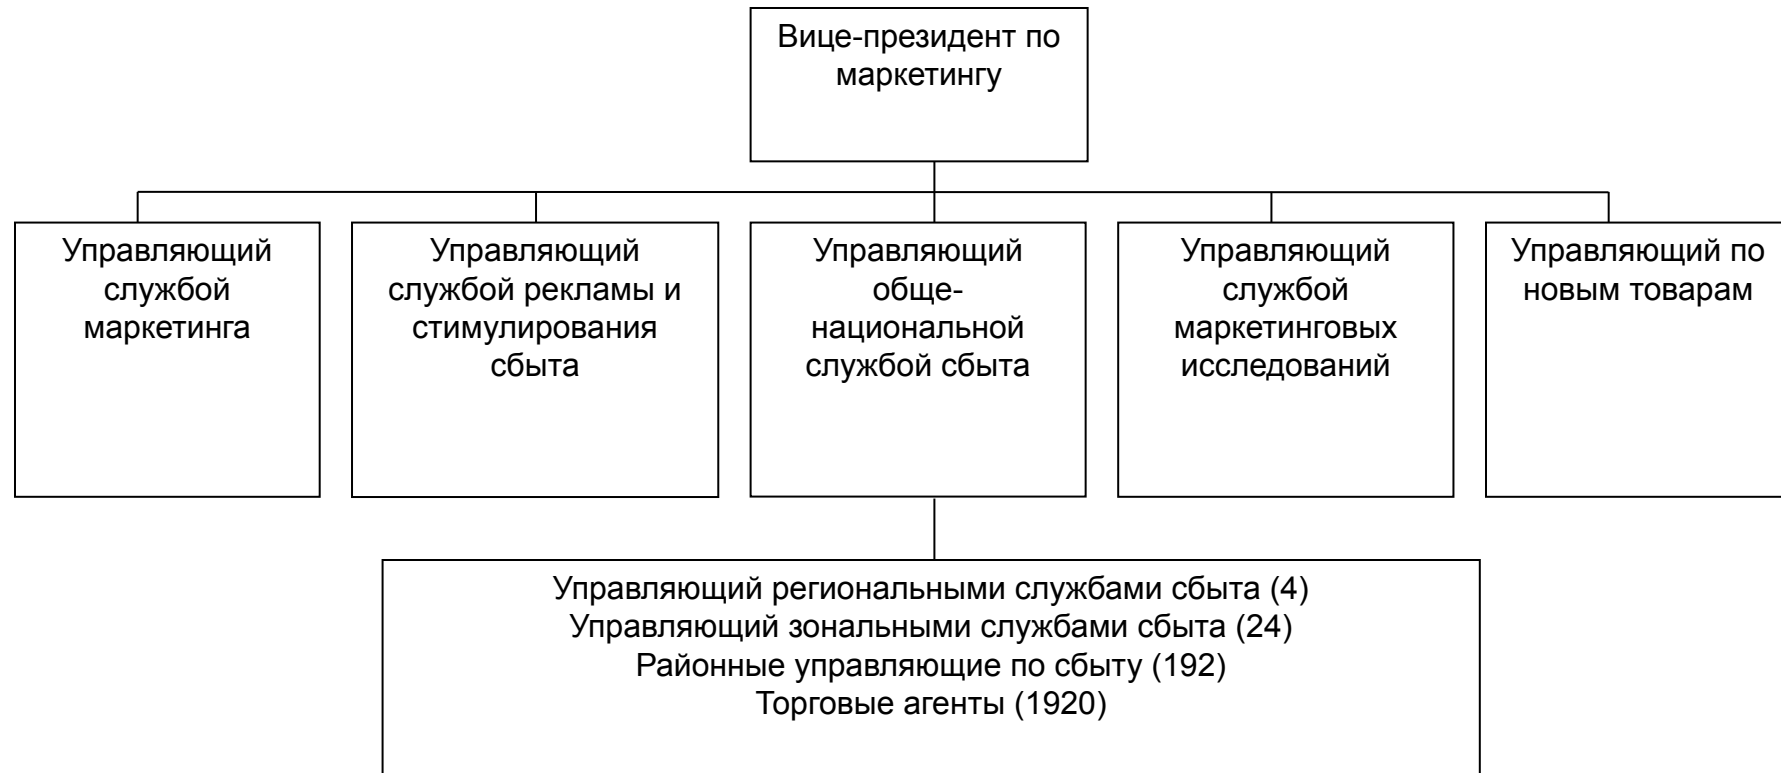 Вице-президент по
маркетингу
Управляющий
службой
маркетинга
Управляющий
службой рекламы и
стимулирования
сбыта
Управляющий
обще-
национальной
службой сбыта
Управляющий
службой
маркетинговых
исследований
Управляющий по
новым товарам
Управляющий региональными службами сбыта (4)
Управляющий зональными службами сбыта (24)
Районные управляющие по сбыту (192)
Торговые агенты (1920)